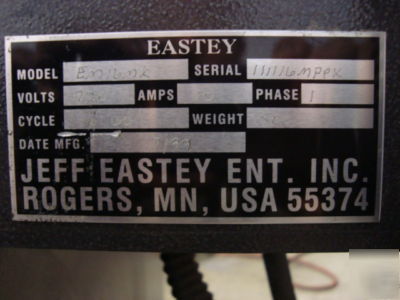 EASTEY
MODEL EM16MK SERIAL
VOLTS AMPS PHASE 1
CYCLE WEIGHT
DATE MFG.
JEFF EASTEY ENT. INC.
ROGERS, MN, USA 55374